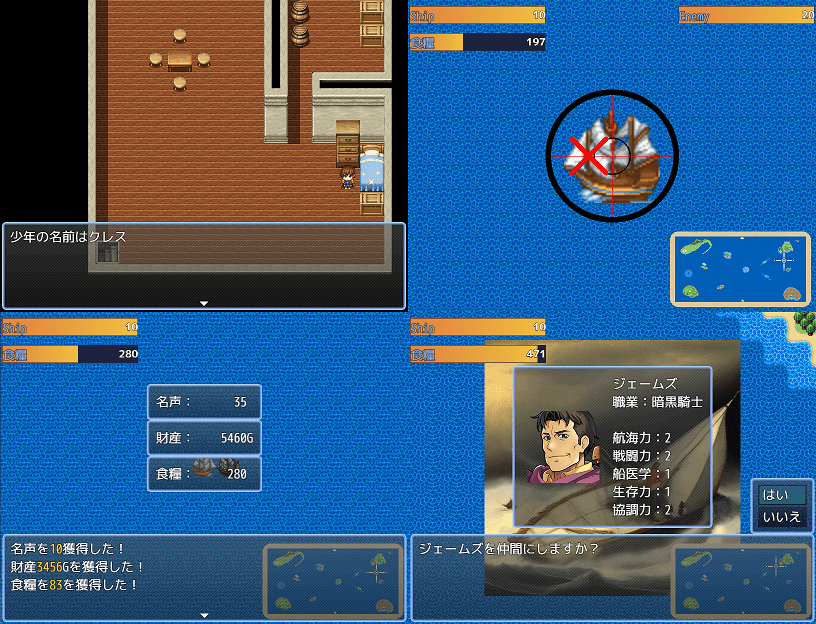 少年の名前はクレス
Ship 10
食糧 197
Enemy 20
Ship 10
食糧 280
名声： 35
財産： 5460G
食糧： 280
名声を10獲得した！
財産3456Gを獲得した！
食糧を83を獲得した！
Ship 10
食糧 471
ジェームズ
職業：暗黒騎士
航海力：2
戦闘力：2
船医学：1
生存力：1
協調力：2
はい
いいえ
ジェームズを仲間にしますか？